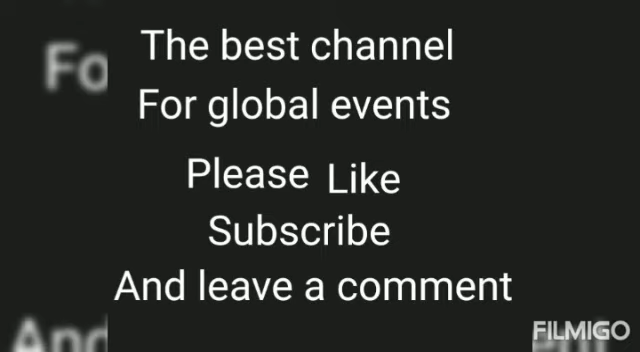 The best channel
For global events
Please Like
Subscribe
And leave a comment
FILMIGO